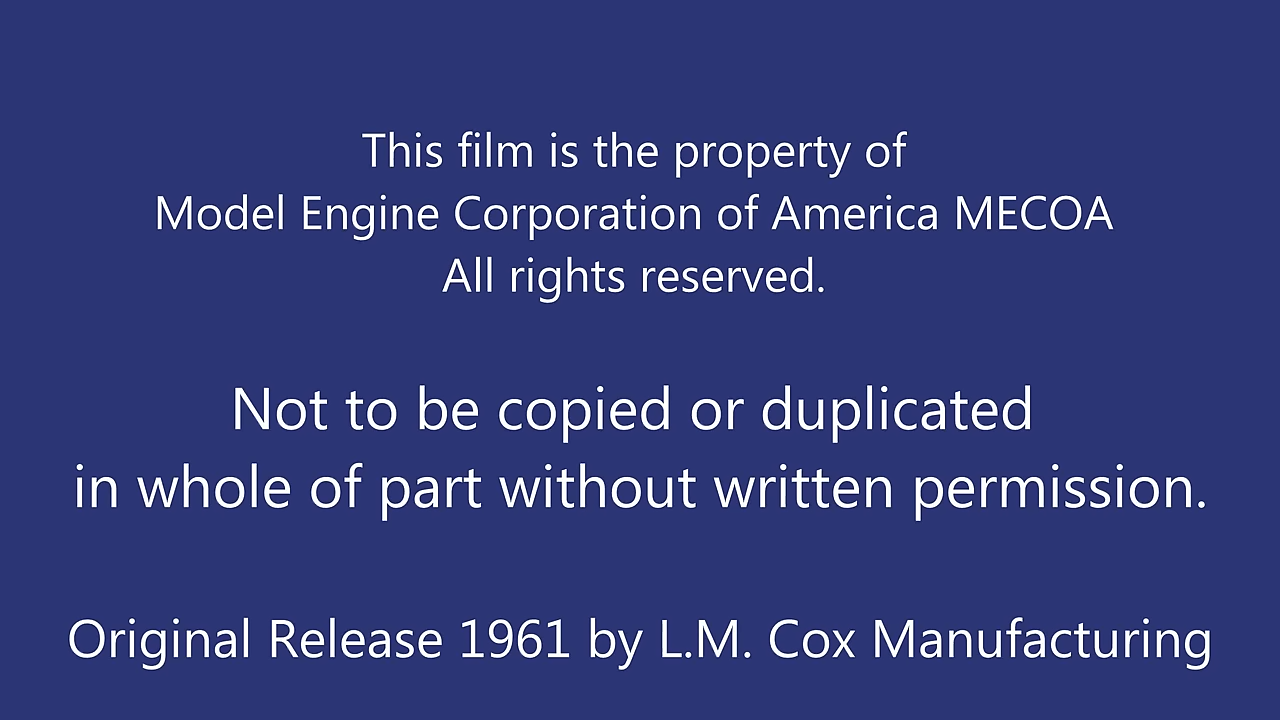 This film is the property of
Model Engine Corporation of America MECOA
All rights reserved.
Not to be copied or duplicated
in whole of part without written permission.
Original Release 1961 by L.M. Cox Manufacturing